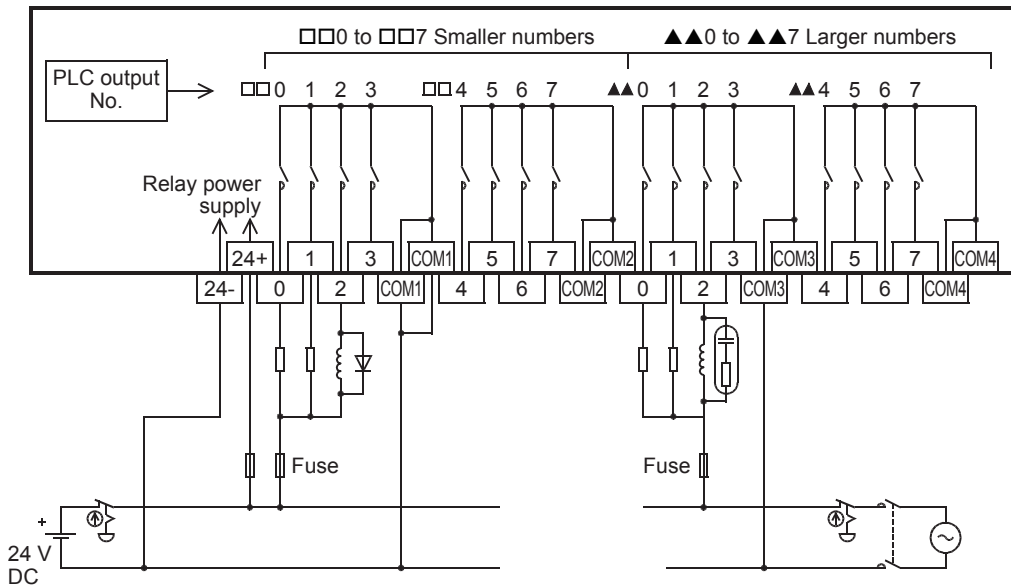 □□0 to □□7 Smaller numbers ▲▲0 to ▲▲7 Larger numbers
PLC output
No.
□□0 1 2 3 □□4 5 6 7 ▲▲0 1 2 3 ▲▲4 5 6 7
Relay power
supply
24+ 1 3 COM1 5 7 COM2 1 3 COM3 5 7 COM4
24- 0 2 COM1 4 6 COM2 0 2 COM3 4 6 COM4
Fuse Fuse
+
24 V
DC